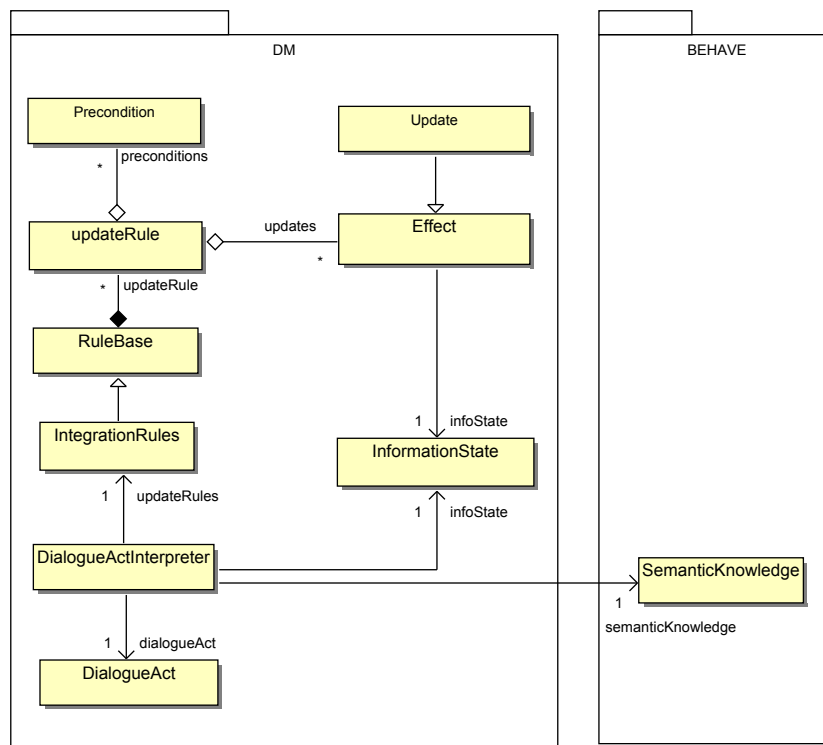 DM
BEHAVE
Precondition
Update
preconditions
*
updateRule
updates
Effect
*
* updateRule
RuleBase
1 infoState
IntegrationRules
InformationState
1 updateRules
1 infoState
DialogueActInterpreter
SemanticKnowledge
1
semanticKnowledge
1 dialogueAct
DialogueAct